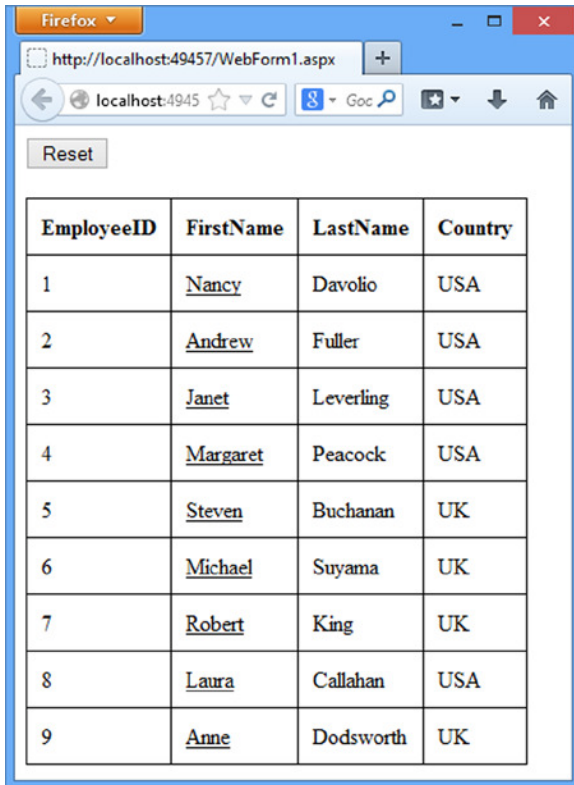 Firefox
http://localhost:49457/WebForm1.aspx
localhost:4945 8 Goc
Reset
EmployeeID FirstName LastName Country
1 Nancy Davolio USA
2 Andrew Fuller USA
3 Janet Leverling USA
4 Margaret Peacock USA
5 Steven Buchanan UK
6 Michael Suyama UK
7 Robert King UK
8 Laura Callahan USA
9 Anne Dodsworth UK